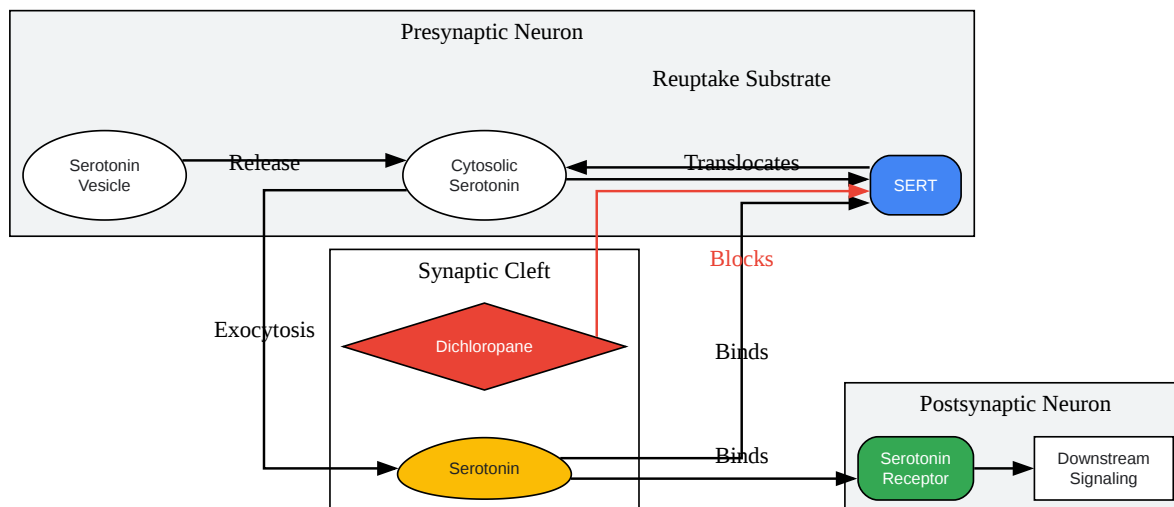 Presynaptic Neuron
Reuptake Substrate
Serotonin
Vesicle
Release
Cytosolic
Serotonin
Translocates
SERT
Blocks
Synaptic Cleft
Exocytosis
Dichloropane
Binds
Postsynaptic Neuron
Serotonin
Binds
Serotonin
Receptor
Downstream
Signaling